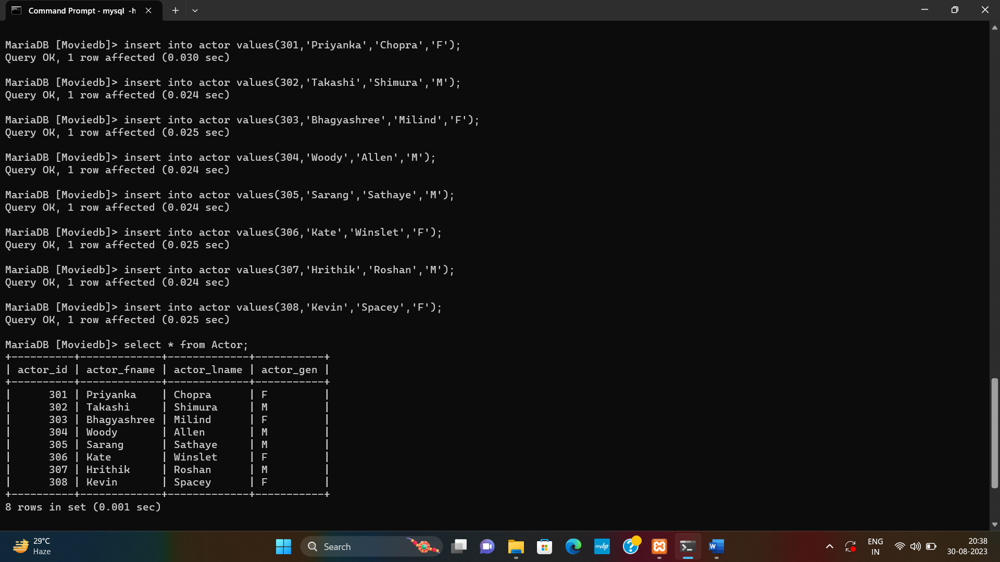 Command Prompt - mysql -h
MariaDB [Moviedb]> insert into actor values(301,'Priyanka','Chopra','F');
Query OK, 1 row affected (0.030 sec)
MariaDB [Moviedb]> insert into actor values(302,'Takashi','Shimura','M');
Query OK, 1 row affected (0.024 sec)
MariaDB [Moviedb]> insert into actor values(303,'Bhagyashree','Milind','F');
Query OK, 1 row affected (0.025 sec)
MariaDB [Moviedb]> insert into actor values(304,'Woody','Allen','M');
Query OK, 1 row affected (0.024 sec)
MariaDB [Moviedb]> insert into actor values(305,'Sarang','Sathaye','M');
Query OK, 1 row affected (0.024 sec)
MariaDB [Moviedb]> insert into actor values(306,'Kate','Winslet','F');
Query OK, 1 row affected (0.025 sec)
MariaDB [Moviedb]> insert into actor values(307,'Hrithik','Roshan','M');
Query OK, 1 row affected (0.024 sec)
MariaDB [Moviedb]> insert into actor values(308,'Kevin','Spacey','F');
Query OK, 1 row affected (0.025 sec)
MariaDB [Moviedb]> select * from Actor;
+----------+-------------+-------------+-----------+
| actor_id | actor_fname | actor_lname | actor_gen |
+----------+-------------+-------------+-----------+
|      301 | Priyanka    | Chopra      | F         |
|      302 | Takashi     | Shimura     | M         |
|      303 | Bhagyashree | Milind      | F         |
|      304 | Woody       | Allen       | M         |
|      305 | Sarang      | Sathaye     | M         |
|      306 | Kate        | Winslet     | F         |
|      307 | Hrithik     | Roshan      | M         |
|      308 | Kevin       | Spacey      | F         |
+----------+-------------+-------------+-----------+
8 rows in set (0.001 sec)
29°C
Haze
Search
myhp
W
ENG
IN
20:38
30-08-2023